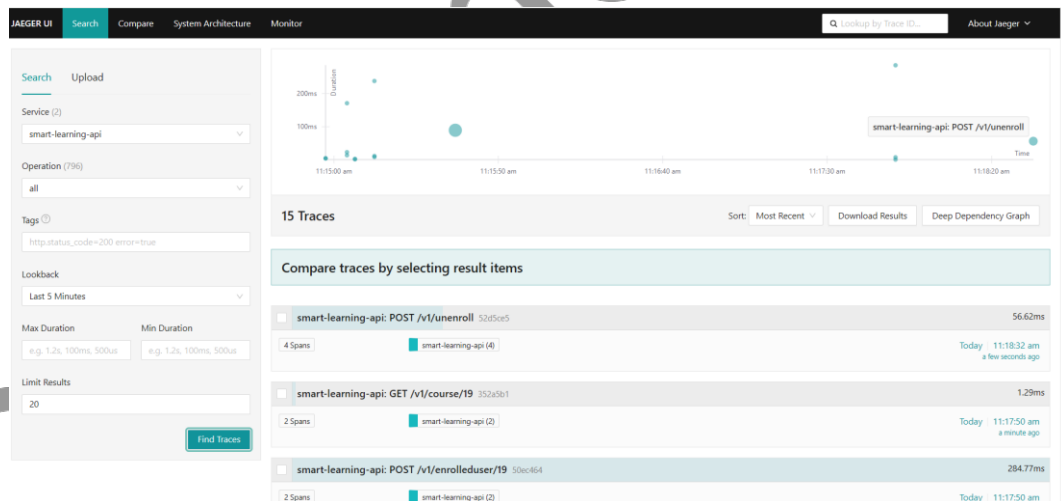 JAEGER UI Search Compare System Architecture Monitor Lookup by Trace ID... About Jaeger
Search Upload
Service (2)
smart-learning-api
Operation (796)
all
Tags
http.status_code=200 error=true
Lookback
Last 5 Minutes
Max Duration Min Duration
e.g. 1.2s, 100ms, 500us e.g. 1.2s, 100ms, 500us
Limit Results
20
Find Traces
Duration
200ms
100ms
smart-learning-api: POST /v1/unenroll
Time
11:15:00 am 11:15:50 am 11:16:40 am 11:17:30 am 11:18:20 am
15 Traces Sort: Most Recent Download Results Deep Dependency Graph
Compare traces by selecting result items
smart-learning-api: POST /v1/unenroll 52d5ce5 56.62ms
4 Spans smart-learning-api (4) Today 11:18:32 am
a few seconds ago
smart-learning-api: GET /v1/course/19 352a5b1 1.29ms
2 Spans smart-learning-api (2) Today 11:17:50 am
a minute ago
smart-learning-api: POST /v1/enrolleduser/19 50ec464 284.77ms
2 Spans smart-learning-api (2) Today 11:17:50 am